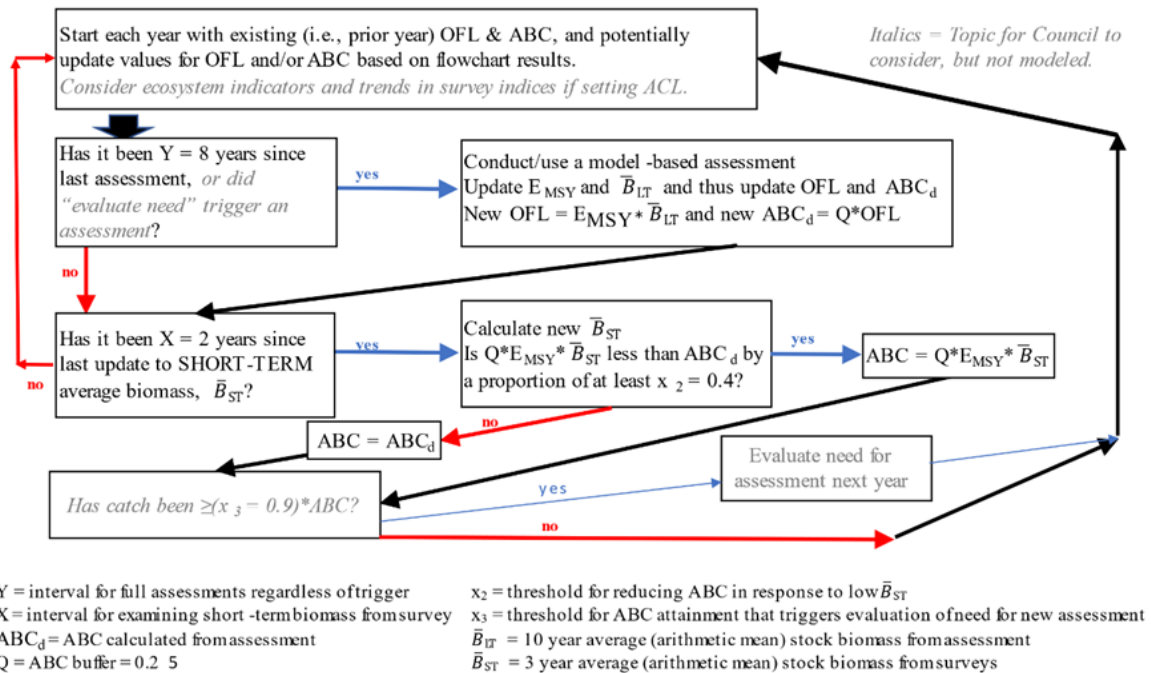 Start each year with existing (i.e., prior year) OFL & ABC, and potentially
update values for OFL and/or ABC based on flowchart results.
Consider ecosystem indicators and trends in survey indices if setting ACL.
Italics = Topic for Council to
consider, but not modeled.
Has it been Y = 8 years since
last assessment, or did
“evaluate need” trigger an
assessment?
yes
Conduct/use a model -based assessment
Update E MSY and B̅LT and thus update OFL and ABCd
New OFL = EMSY* B̅LT and new ABCd = Q*OFL
no
Has it been X = 2 years since
last update to SHORT-TERM
average biomass, B̅ST?
no
yes
Calculate new B̅ST
Is Q*EMSY* B̅ST less than ABC d by
a proportion of at least x 2 = 0.4?
yes
ABC = Q*EMSY* B̅ST
no
ABC = ABCd
Has catch been ≥(x 3 = 0.9)*ABC?
yes
Evaluate need for
assessment next year
no
Y = interval for full assessments regardless of trigger
X = interval for examining short -term biomass from survey
ABCd = ABC calculated from assessment
Q = ABC buffer = 0.2 5
x2 = threshold for reducing ABC in response to low B̅ST
x3 = threshold for ABC attainment that triggers evaluation of need for new assessment
B̅LT = 10 year average (arithmetic mean) stock biomass from assessment
B̅ST = 3 year average (arithmetic mean) stock biomass from surveys